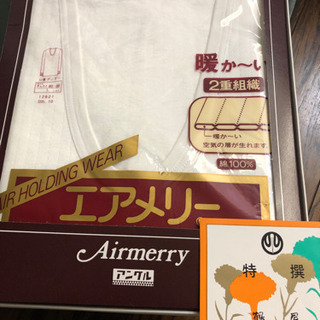 暖か〜い
2重組織
暖か〜い
空気の層が生れます。
綿100%
AIR HOLDING WEAR
エアメリー
Airmerry
アングル
特撰